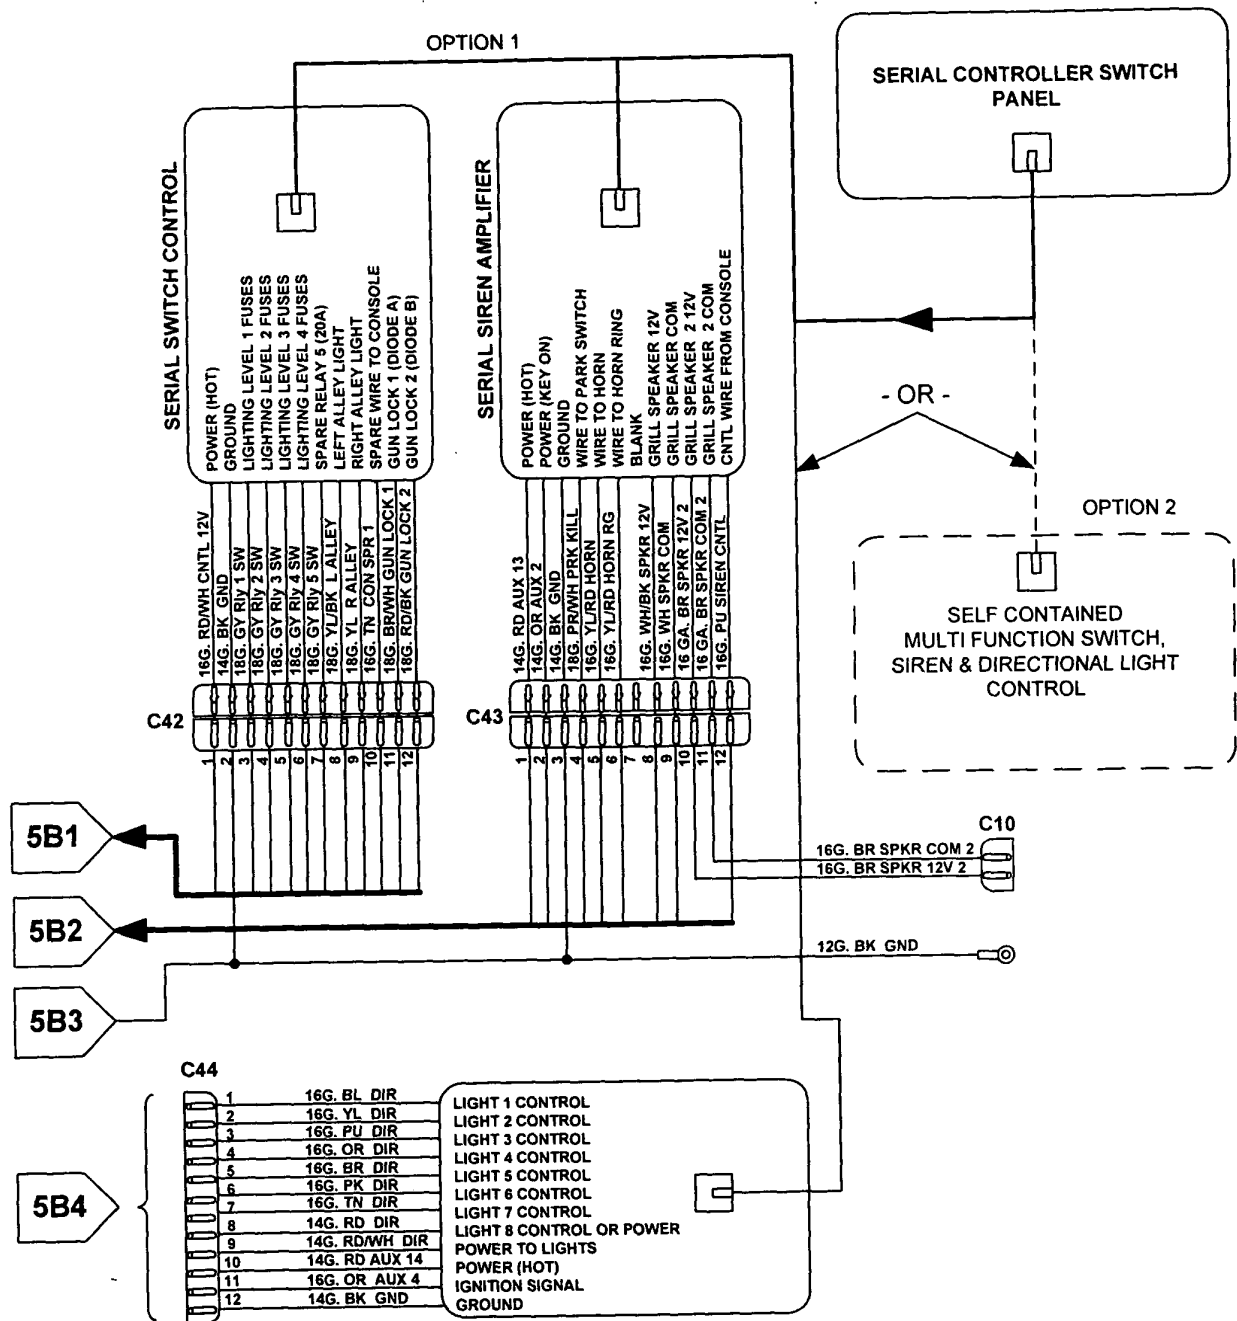 OPTION 1
SERIAL CONTROLLER SWITCH
PANEL
SERIAL SWITCH CONTROL
POWER (HOT)
GROUND
LIGHTING LEVEL 1 FUSES
LIGHTING LEVEL 2 FUSES
LIGHTING LEVEL 3 FUSES
LIGHTING LEVEL 4 FUSES
SPARE RELAY 5 (20A)
LEFT ALLEY LIGHT
RIGHT ALLEY LIGHT
SPARE WIRE TO CONSOLE
GUN LOCK 1 (DIODE A)
GUN LOCK 2 (DIODE B)
SERIAL SIREN AMPLIFIER
POWER (HOT)
POWER (KEY ON)
GROUND
WIRE TO PARK SWITCH
WIRE TO HORN
WIRE TO HORN RING
BLANK
GRILL SPEAKER 12V
GRILL SPEAKER COM
GRILL SPEAKER 2 12V
GRILL SPEAKER 2 COM
CNTL WIRE FROM CONSOLE
- OR -
OPTION 2
SELF CONTAINED
MULTI FUNCTION SWITCH,
SIREN & DIRECTIONAL LIGHT
CONTROL
16G. RD/WH CNTL 12V
14G. BK GND
18G. GY Rly 1 SW
18G. GY Rly 2 SW
18G. GY Rly 3 SW
18G. GY Rly 4 SW
18G. GY Rly 5 SW
18G. YL/BK L ALLEY
18G. YL R ALLEY
16G. TN CON SPR 1
18G. BR/WH GUN LOCK 1
18G. RD/BK GUN LOCK 2
14G. RD AUX 13
14G. OR AUX 2
14G. BK GND
18G. PR/WH PRK KILL
16G. YL/RD HORN
16G. YL/RD HORN RG
16G. WH/BK SPKR 12V
16G. WH SPKR COM
16 GA. BR SPKR 12V 2
16 GA. BR SPKR COM 2
16G. PU SIREN CNTL
C42
1
2
3
4
5
6
7
8
9
10
11
12
C43
1
2
3
4
5
6
7
8
9
10
11
12
5B1
C10
16G. BR SPKR COM 2
16G. BR SPKR 12V 2
5B2
12G. BK GND
5B3
C44
1 16G. BL DIR LIGHT 1 CONTROL
2 16G. YL DIR LIGHT 2 CONTROL
3 16G. PU DIR LIGHT 3 CONTROL
4 16G. OR DIR LIGHT 4 CONTROL
5 16G. BR DIR LIGHT 5 CONTROL
6 16G. PK DIR LIGHT 6 CONTROL
7 16G. TN DIR LIGHT 7 CONTROL
8 14G. RD DIR LIGHT 8 CONTROL OR POWER
9 14G. RD/WH DIR POWER TO LIGHTS
10 14G. RD AUX 14 POWER (HOT)
11 16G. OR AUX 4 IGNITION SIGNAL
12 14G. BK GND GROUND
5B4